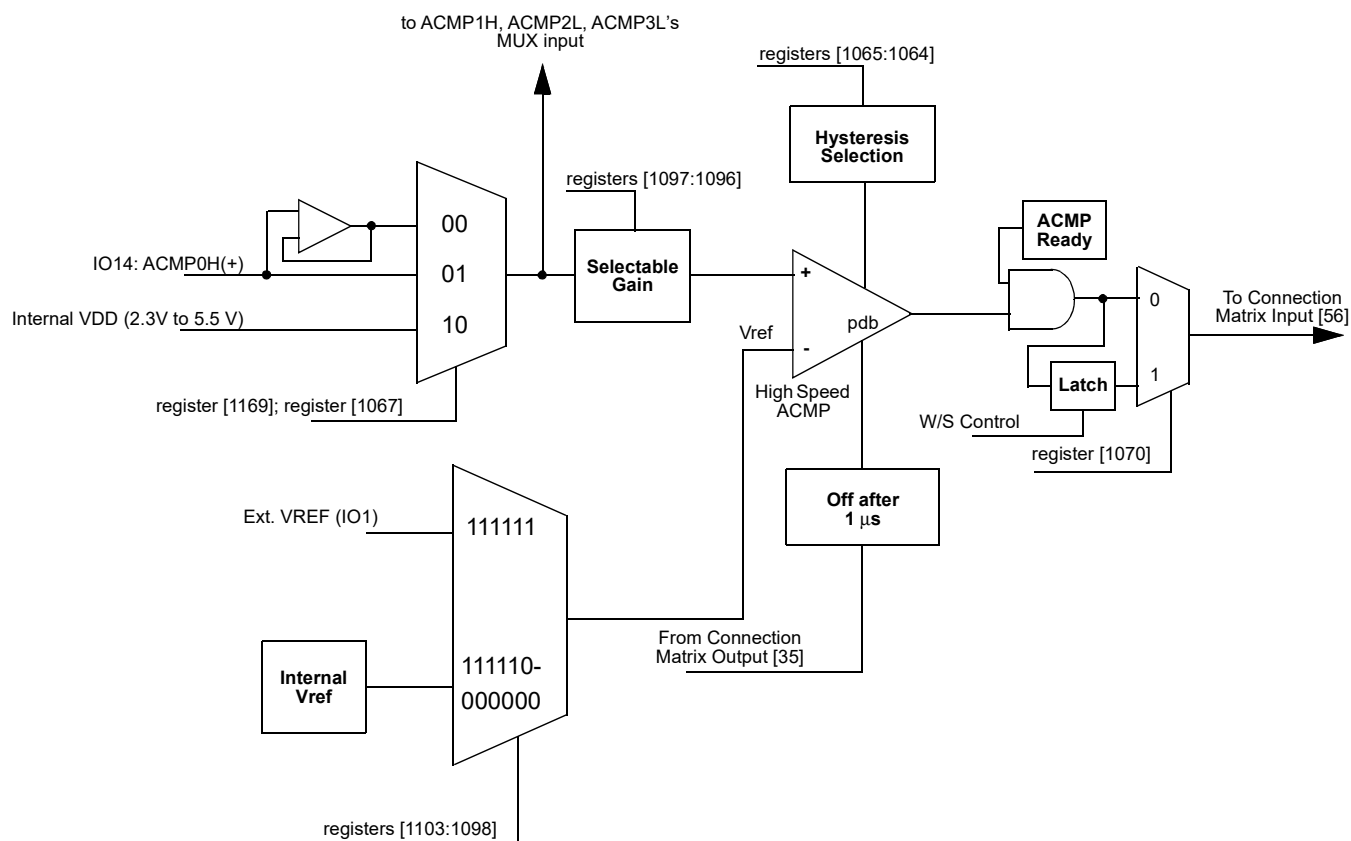 to ACMP1H, ACMP2L, ACMP3L's
MUX input
registers [1065:1064]
Hysteresis
Selection
registers [1097:1096]
ACMP
Ready
00
IO14: ACMP0H(+)
01
Selectable
Gain
+
0
To Connection
Matrix Input [56]
Internal VDD (2.3V to 5.5 V)
10
pdb
Vref
-
1
Latch
High Speed
ACMP
register [1169]; register [1067]
W/S Control
register [1070]
Ext. VREF (IO1)
111111
Off after
1 μs
From Connection
Matrix Output [35]
Internal
Vref
111110-
000000
registers [1103:1098]